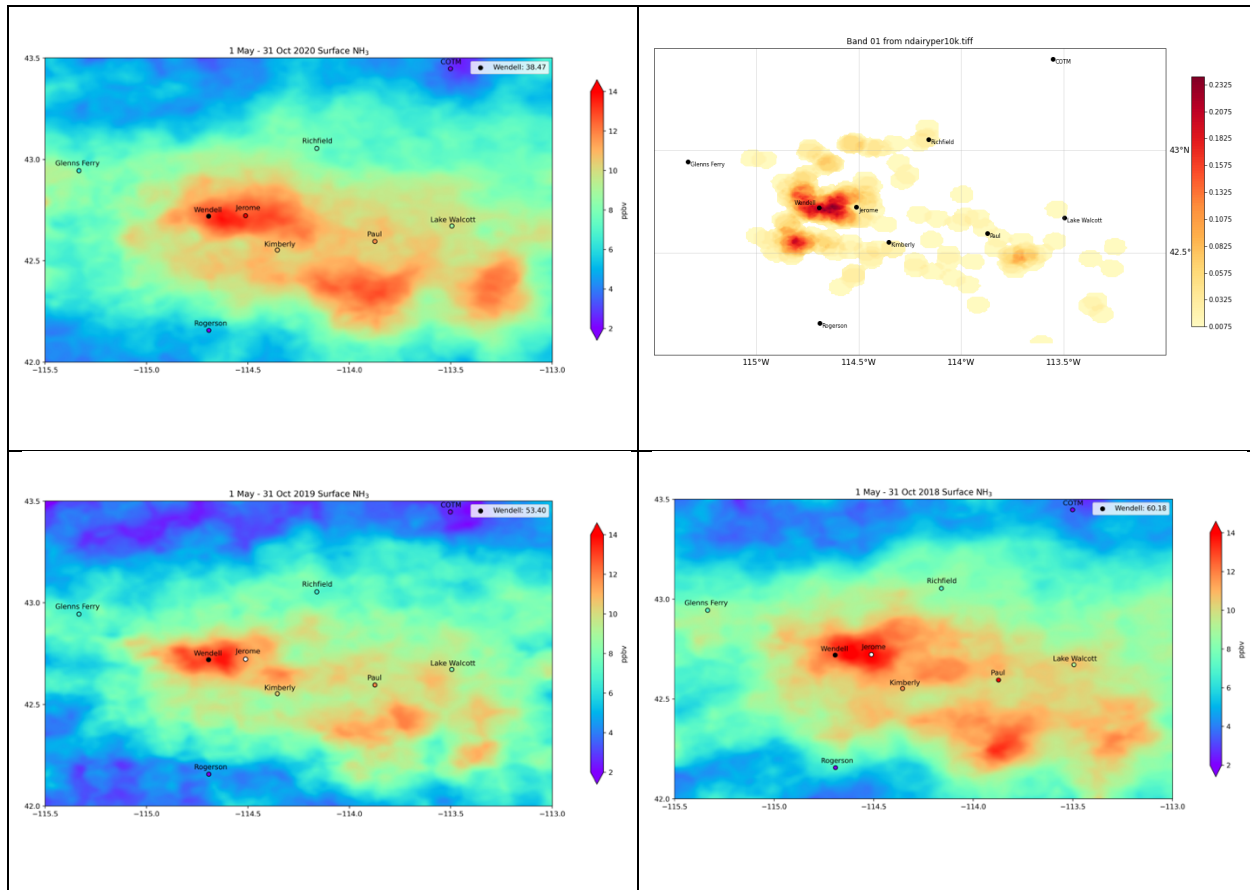 1 May - 31 Oct 2020 Surface NH₃
43.5
COTM
Wendell: 38.47
14
Richfield
12
43.0
Glenns Ferry
10
Wendell
Jerome
ppbv
8
Lake Walcott
Paul
Kimberly
6
42.5
4
Rogerson
2
42.0
−115.5
−115.0
−114.5
−114.0
−113.5
−113.0
Band 01 from ndairyper10k.tiff
COTM
0.2325
0.2075
Richfield
43°N
0.1825
Glenns Ferry
0.1575
Wendell
Jerome
0.1325
Lake Walcott
Paul
0.1075
Kimberly
42.5°N
0.0825
0.0575
Rogerson
0.0325
0.0075
115°W
114.5°W
114°W
113.5°W
1 May - 31 Oct 2019 Surface NH₃
43.5
COTM
Wendell: 53.40
14
Richfield
12
43.0
Glenns Ferry
10
Wendell
Jerome
ppbv
8
Lake Walcott
Paul
Kimberly
6
42.5
4
Rogerson
2
42.0
−115.5
−115.0
−114.5
−114.0
−113.5
−113.0
1 May - 31 Oct 2018 Surface NH₃
43.5
COTM
Wendell: 60.18
14
Richfield
12
43.0
Glenns Ferry
10
Wendell
Jerome
ppbv
8
Lake Walcott
Paul
Kimberly
6
42.5
4
Rogerson
2
42.0
−115.5
−115.0
−114.5
−114.0
−113.5
−113.0